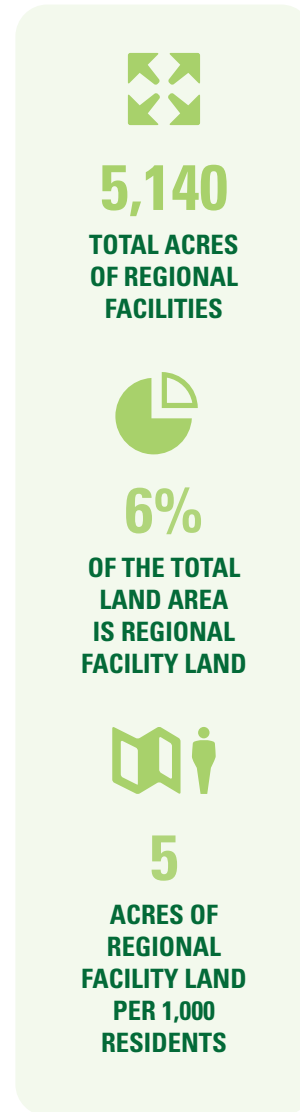 5,140
TOTAL ACRES
OF REGIONAL
FACILITIES
6%
OF THE TOTAL
LAND AREA
IS REGIONAL
FACILITY LAND
5
ACRES OF
REGIONAL
FACILITY LAND
PER 1,000
RESIDENTS